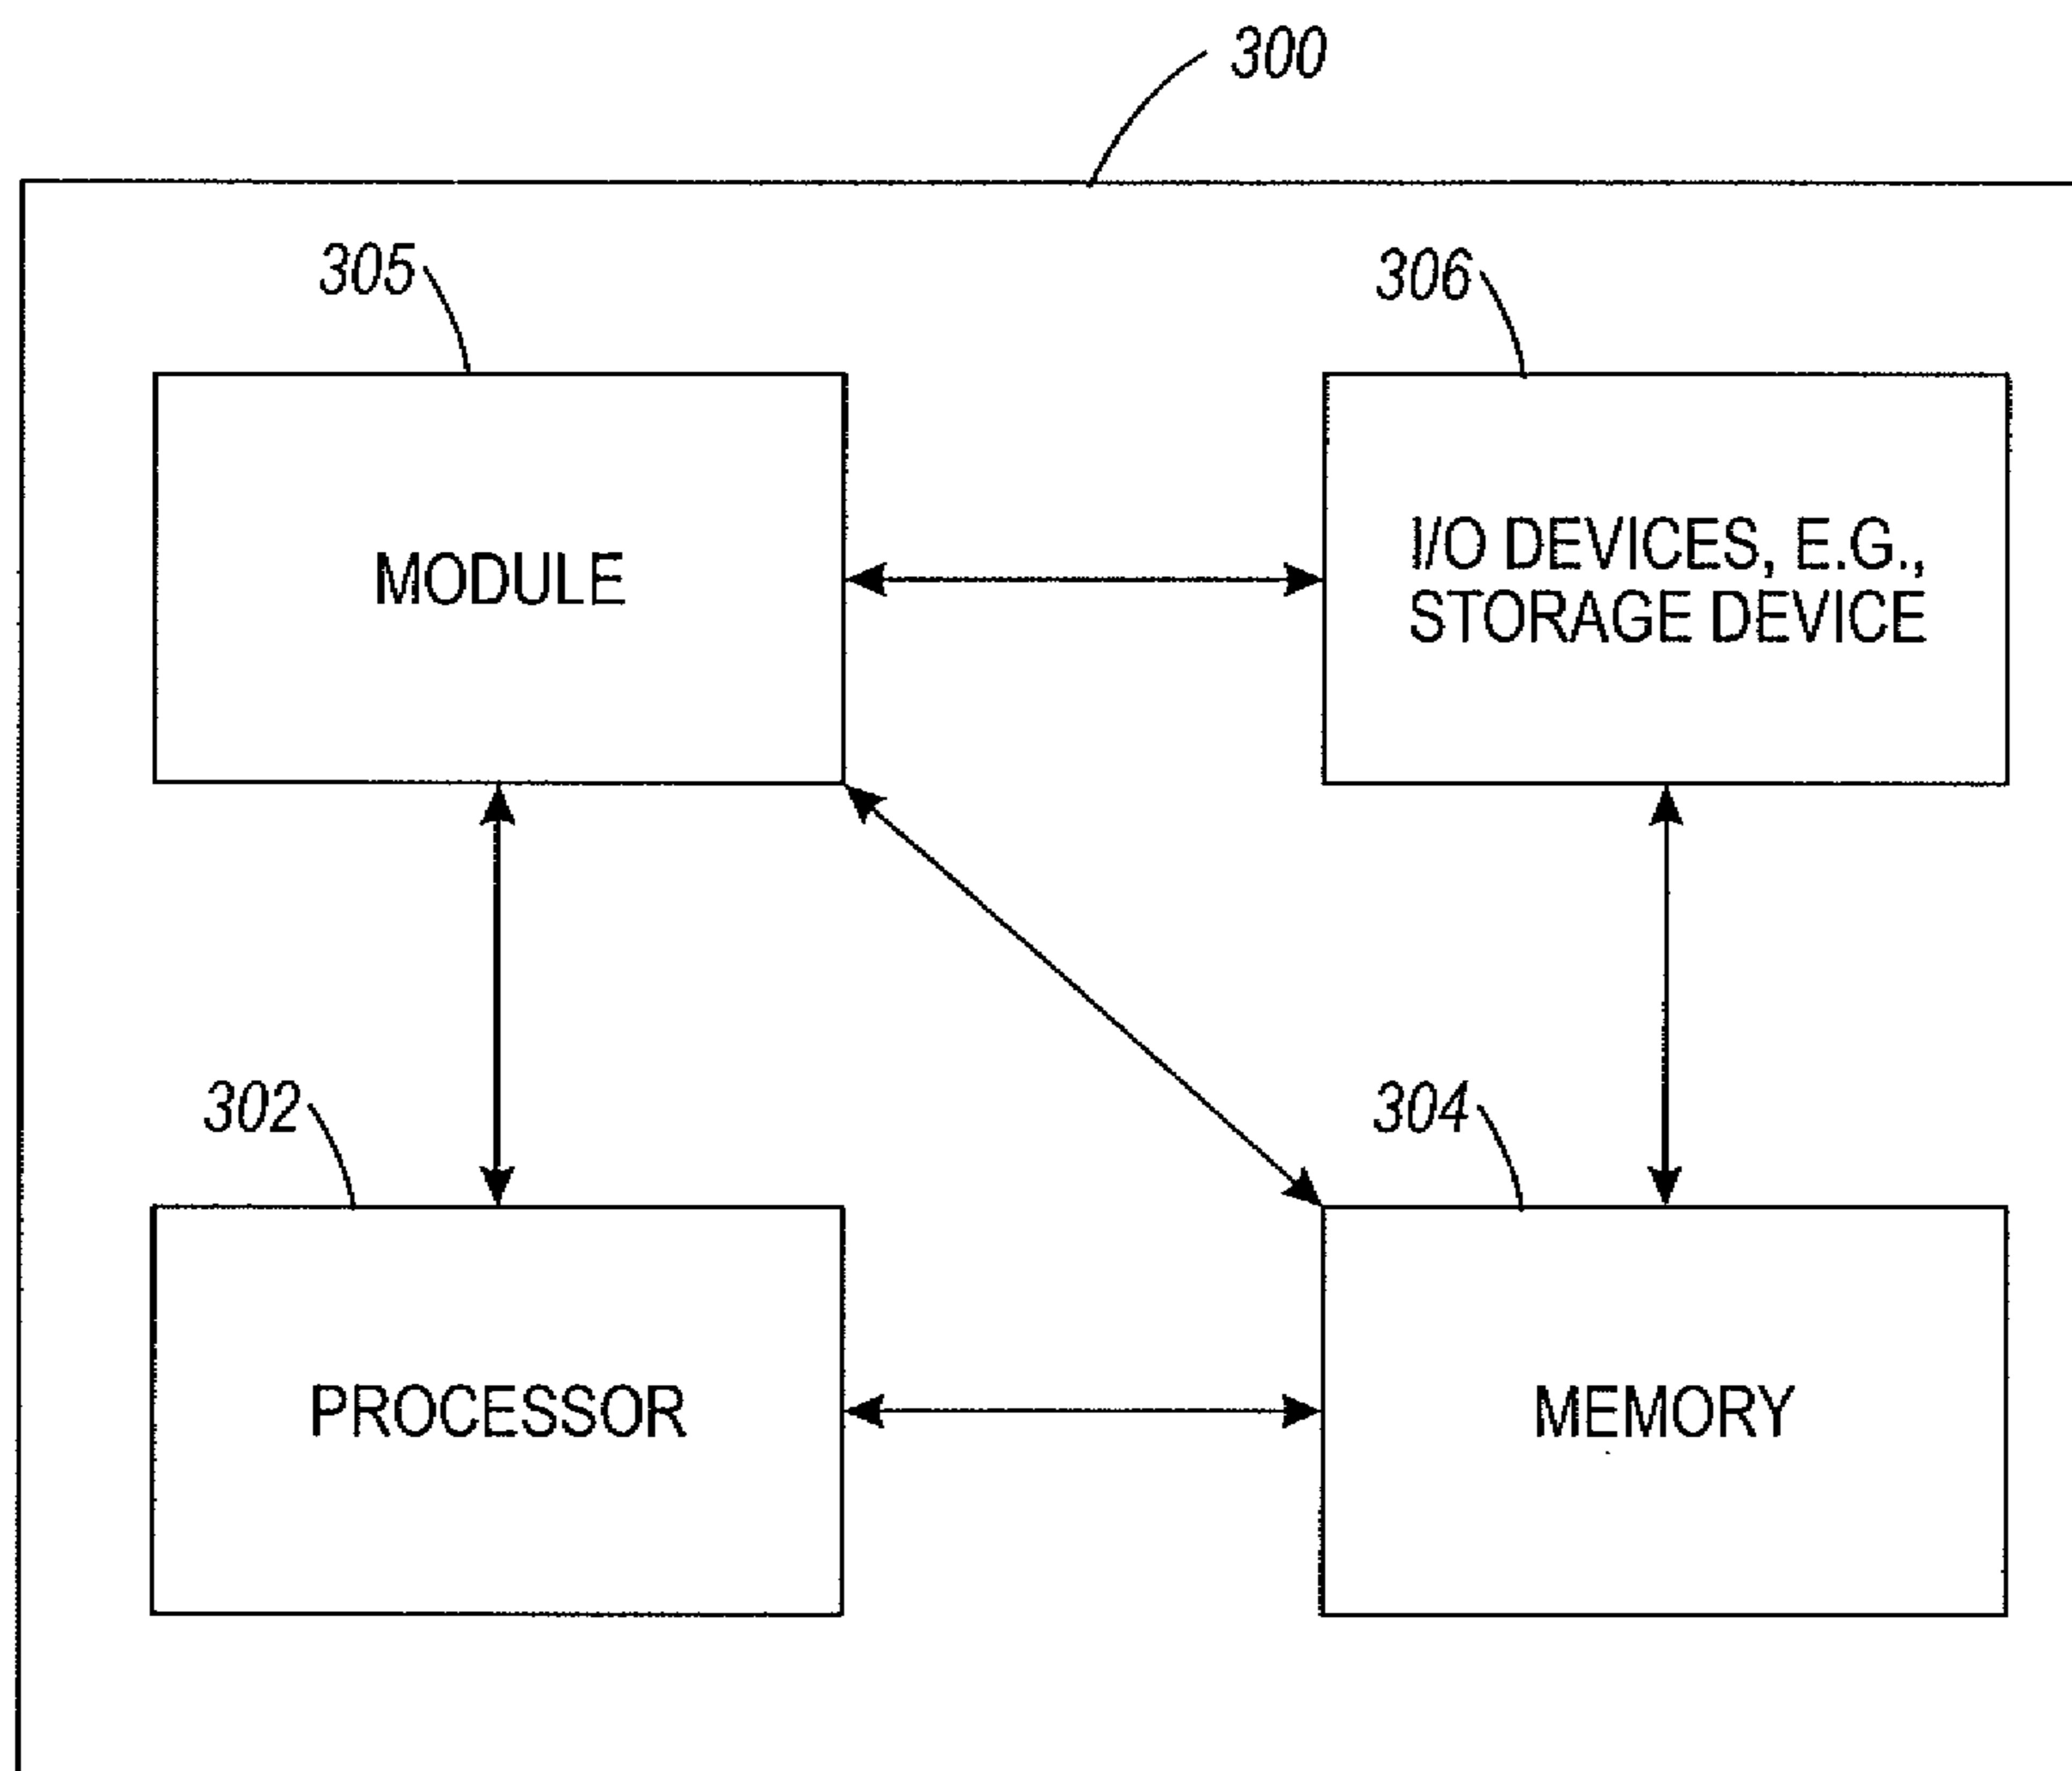 300
305
306
MODULE
I/O DEVICES, E.G.,
STORAGE DEVICE
302
304
PROCESSOR
MEMORY